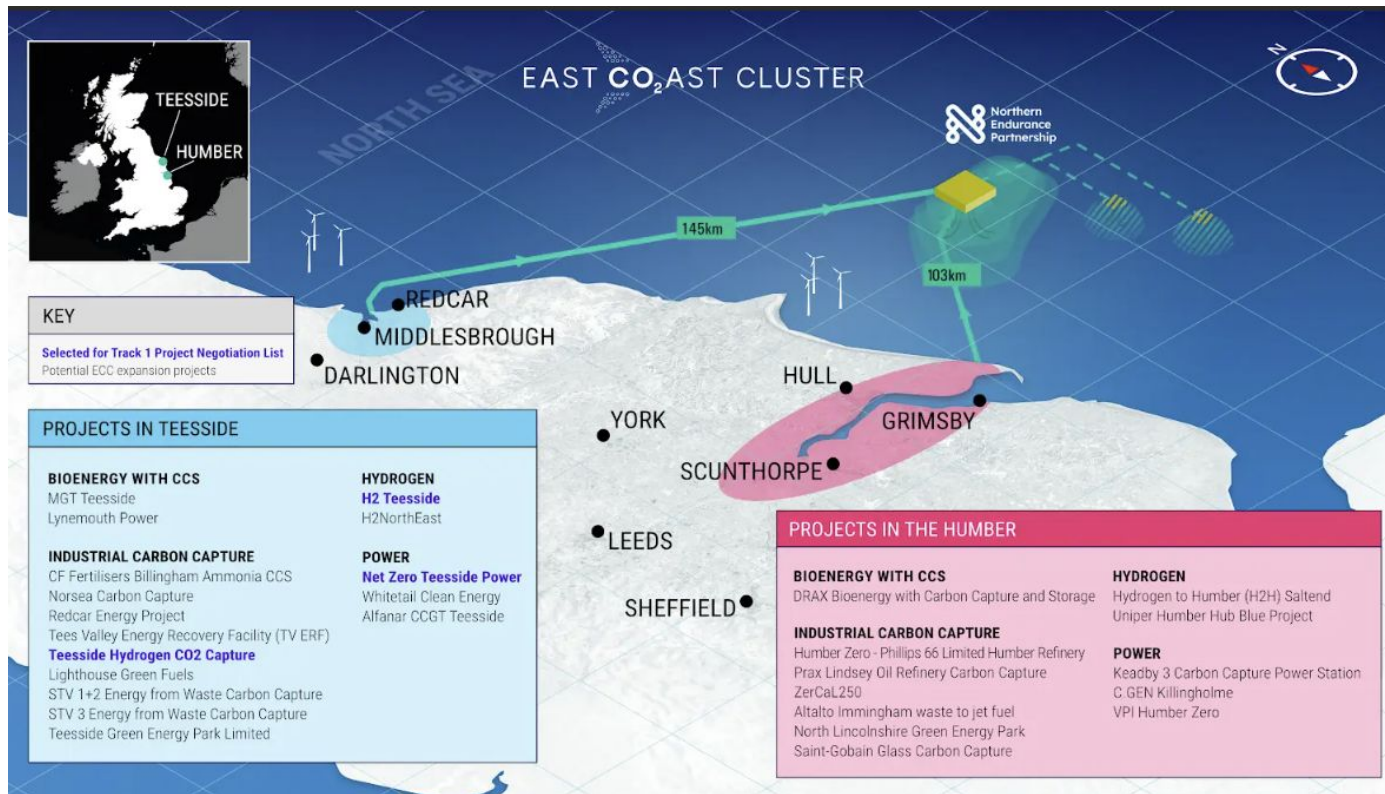 EAST CO₂AST CLUSTER
N
NORTH SEA
TEESSIDE
HUMBER
Northern
Endurance
Partnership
145km
103km
REDCAR
MIDDLESBROUGH
DARLINGTON
HULL
GRIMSBY
YORK
SCUNTHORPE
LEEDS
SHEFFIELD
KEY
Selected for Track 1 Project Negotiation List
Potential ECC expansion projects
PROJECTS IN TEESSIDE
BIOENERGY WITH CCS
MGT Teesside
Lynemouth Power
INDUSTRIAL CARBON CAPTURE
CF Fertilisers Billingham Ammonia CCS
Norsea Carbon Capture
Redcar Energy Project
Tees Valley Energy Recovery Facility (TV ERF)
Teesside Hydrogen CO2 Capture
Lighthouse Green Fuels
STV 1+2 Energy from Waste Carbon Capture
STV 3 Energy from Waste Carbon Capture
Teesside Green Energy Park Limited
HYDROGEN
H2 Teesside
H2NorthEast
POWER
Net Zero Teesside Power
Whitetail Clean Energy
Alfanar CCGT Teesside
PROJECTS IN THE HUMBER
BIOENERGY WITH CCS
DRAX Bioenergy with Carbon Capture and Storage
INDUSTRIAL CARBON CAPTURE
Humber Zero - Phillips 66 Limited Humber Refinery
Prax Lindsey Oil Refinery Carbon Capture
ZerCaL250
Altalto Immingham waste to jet fuel
North Lincolnshire Green Energy Park
Saint-Gobain Glass Carbon Capture
HYDROGEN
Hydrogen to Humber (H2H) Saltend
Uniper Humber Hub Blue Project
POWER
Keadby 3 Carbon Capture Power Station
C GEN Killingholme
VPI Humber Zero